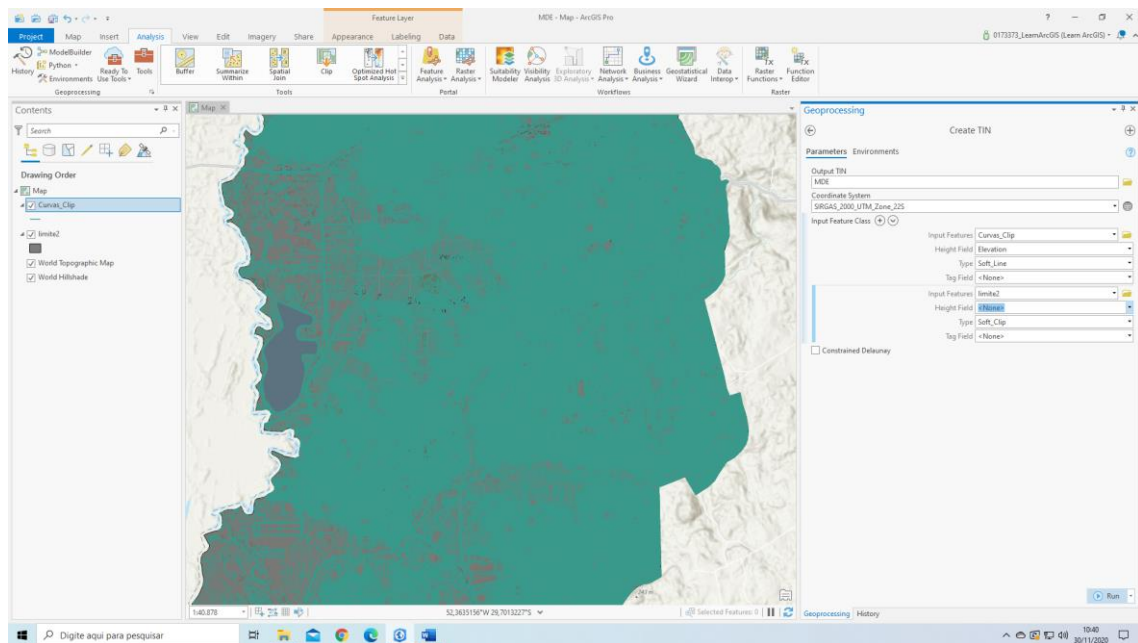 Feature Layer
MDE - Map - ArcGIS Pro
Project Map Insert Analysis View Edit Imagery Share Appearance Labeling Data
0173373_LearnArcGIS (Learn ArcGIS)
History
ModelBuilder
Python
Environments
Ready To Use Tools
Tools
Buffer
Summarize Within
Spatial Join
Clip
Optimized Hot Spot Analysis
Feature Analysis
Raster Analysis
Suitability Modeler
Visibility Analysis
Exploratory 3D Analysis
Network Analysis
Business Analysis
Geostatistical Wizard
Data Interop
Raster Functions
Function Editor
Geoprocessing Tools Portal Workflows Raster
Contents
Search
Drawing Order
Map
Curvas_Clip
limite2
World Topographic Map
World Hillshade
Map
1:40.878
52,3635156°W 29,7013227°S
Selected Features: 0
Geoprocessing
Create TIN
Parameters Environments
Output TIN
MDE
Coordinate System
SIRGAS_2000_UTM_Zone_22S
Input Feature Class
Input Features Curvas_Clip
Height Field Elevation
Type Soft_Line
Tag Field <None>
Input Features limite2
Height Field <None>
Type Soft_Clip
Tag Field <None>
Constrained Delaunay
Run
Geoprocessing History
Digite aqui para pesquisar
10:40
30/11/2020